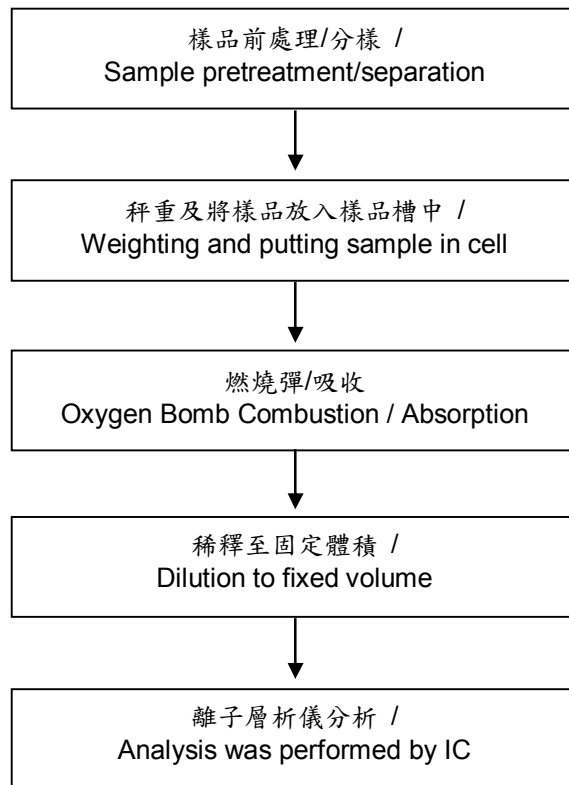 樣品前處理/分樣 /
Sample pretreatment/separation
秤重及將樣品放入樣品槽中 /
Weighting and putting sample in cell
燃燒彈/吸收
Oxygen Bomb Combustion / Absorption
稀釋至固定體積 /
Dilution to fixed volume
離子層析儀分析 /
Analysis was performed by IC